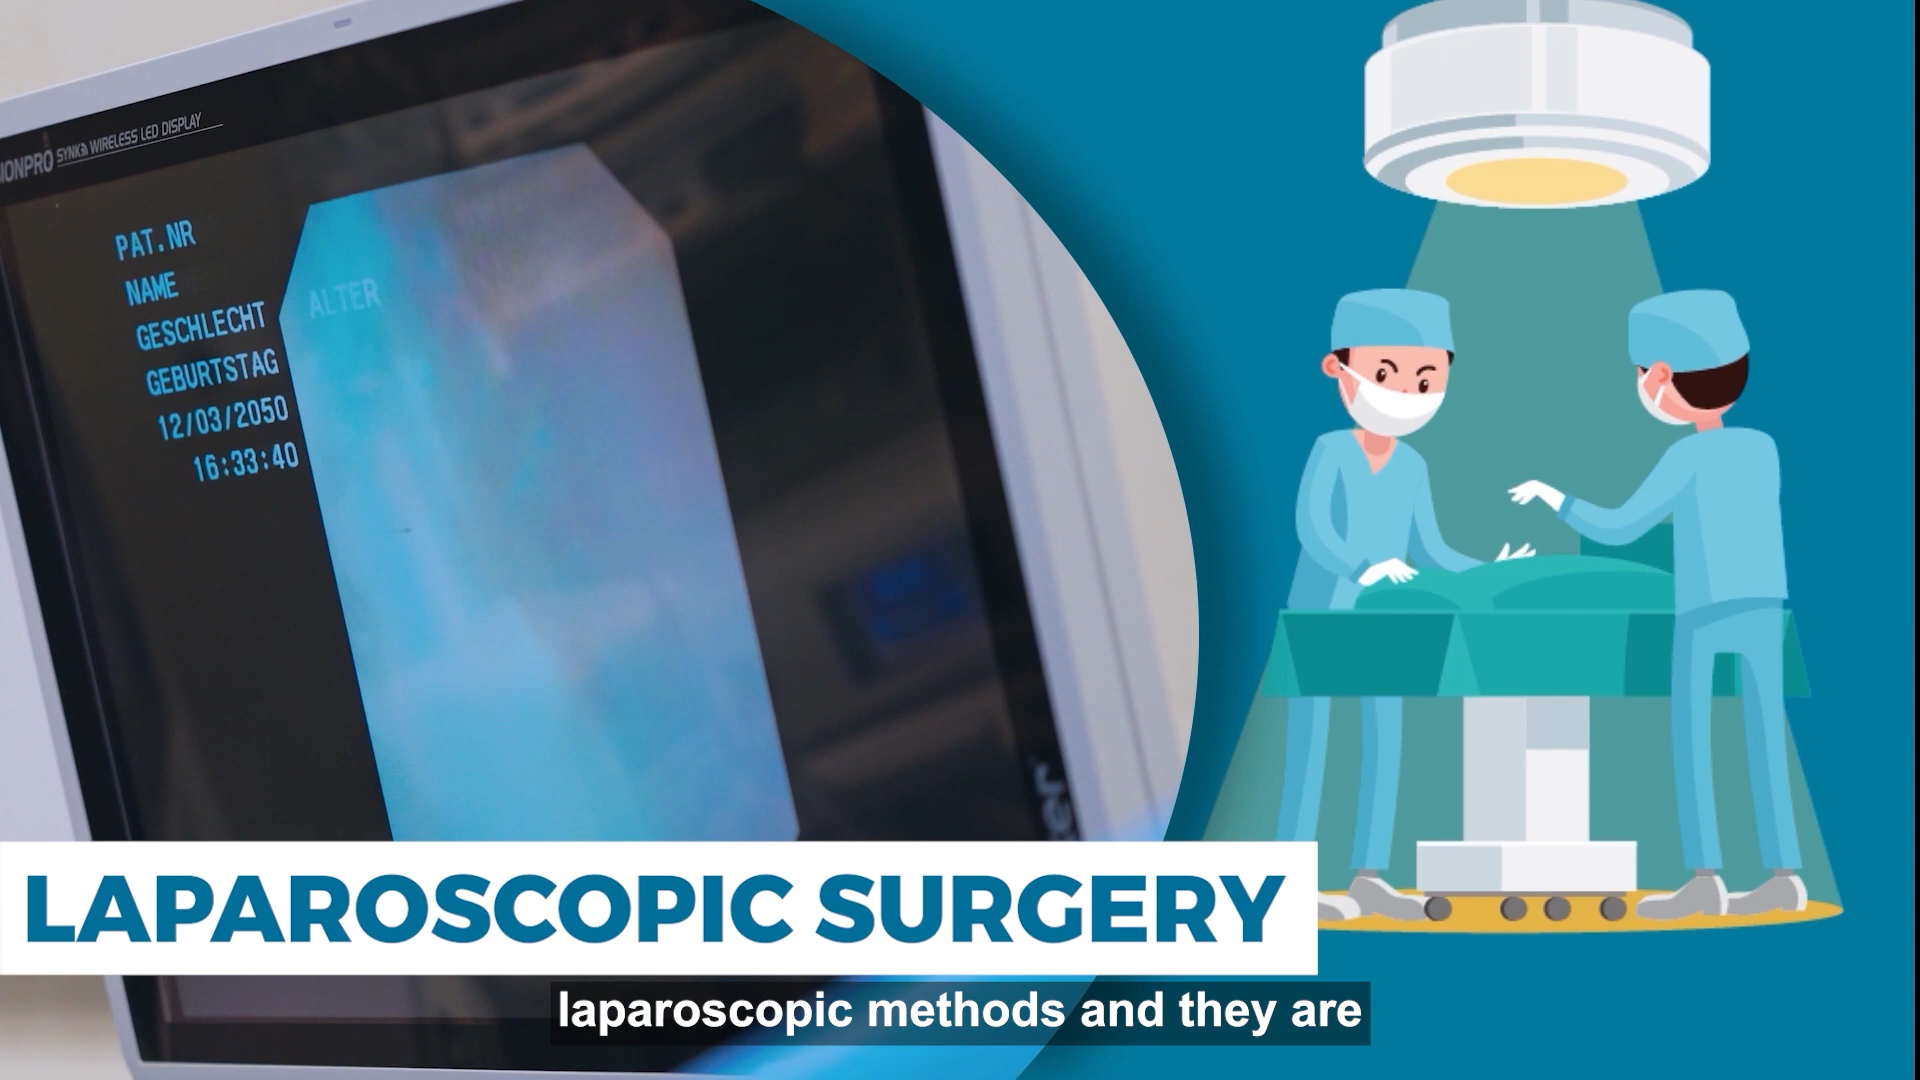 SYNK WIRELESS LED DISPLAY
PAT.NR
NAME
ALTER
GESCHLECHT
GEBURTSTAG
12/03/2050
16:33:40
LAPAROSCOPIC SURGERY
laparoscopic methods and they are